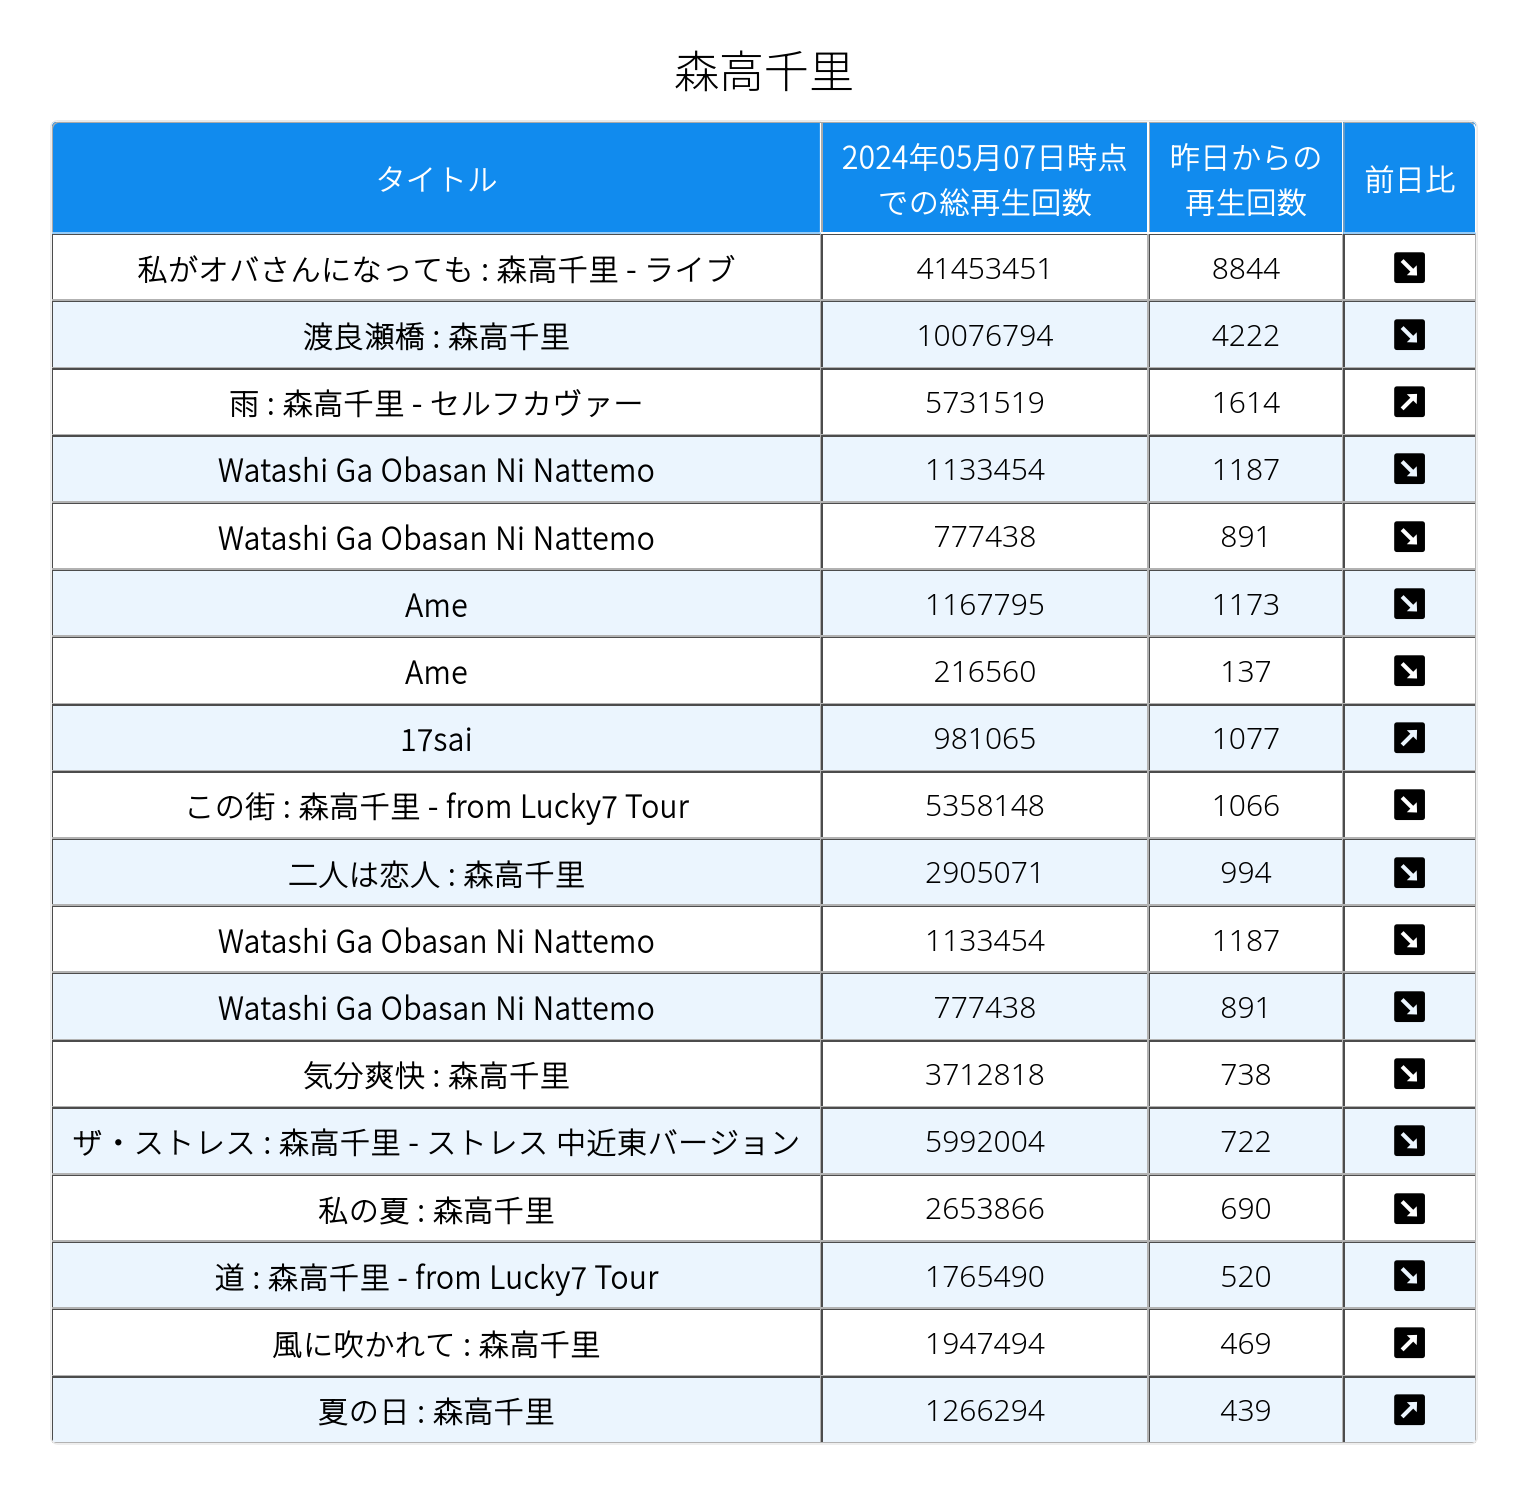 森高千里
タイトル 2024年05月07日時点での総再生回数 昨日からの再生回数 前日比
私がオバさんになっても : 森高千里 - ライブ 41453451 8844
渡良瀬橋 : 森高千里 10076794 4222
雨 : 森高千里 - セルフカヴァー 5731519 1614
Watashi Ga Obasan Ni Nattemo 1133454 1187
Watashi Ga Obasan Ni Nattemo 777438 891
Ame 1167795 1173
Ame 216560 137
17sai 981065 1077
この街 : 森高千里 - from Lucky7 Tour 5358148 1066
二人は恋人 : 森高千里 2905071 994
Watashi Ga Obasan Ni Nattemo 1133454 1187
Watashi Ga Obasan Ni Nattemo 777438 891
気分爽快 : 森高千里 3712818 738
ザ・ストレス : 森高千里 - ストレス 中近東バージョン 5992004 722
私の夏 : 森高千里 2653866 690
道 : 森高千里 - from Lucky7 Tour 1765490 520
風に吹かれて : 森高千里 1947494 469
夏の日 : 森高千里 1266294 439